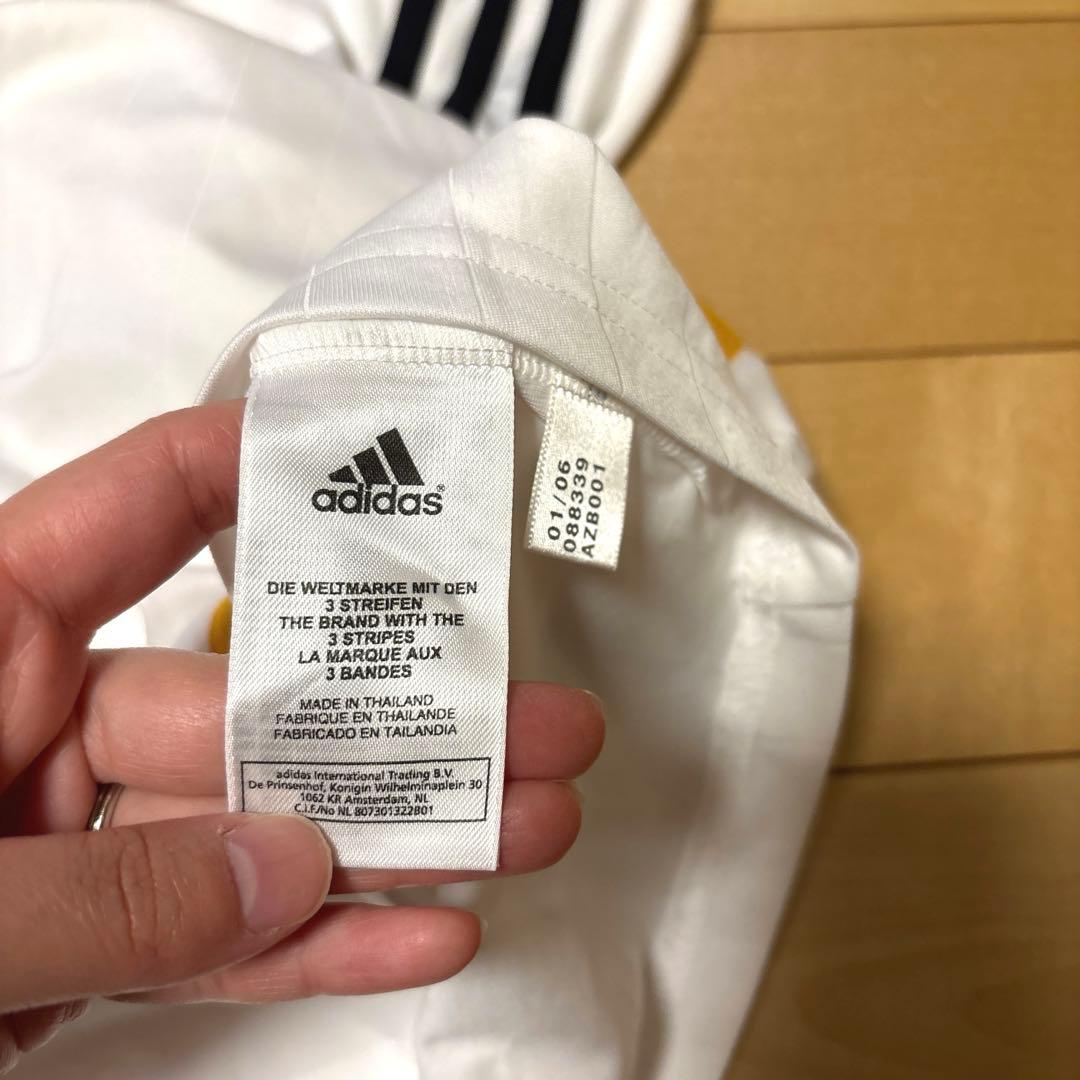 adidas®
DIE WELTMARKE MIT DEN
3 STREIFEN
THE BRAND WITH THE
3 STRIPES
LA MARQUE AUX
3 BANDES
MADE IN THAILAND
FABRIQUE EN THAILANDE
FABRICADO EN TAILANDIA
adidas International Trading B.V.
De Prinsenhof, Konigin Wilhelminaplein 30
1062 KR Amsterdam, NL
C.I.F./No NL 807301322B01
01/06
088339
AZB001